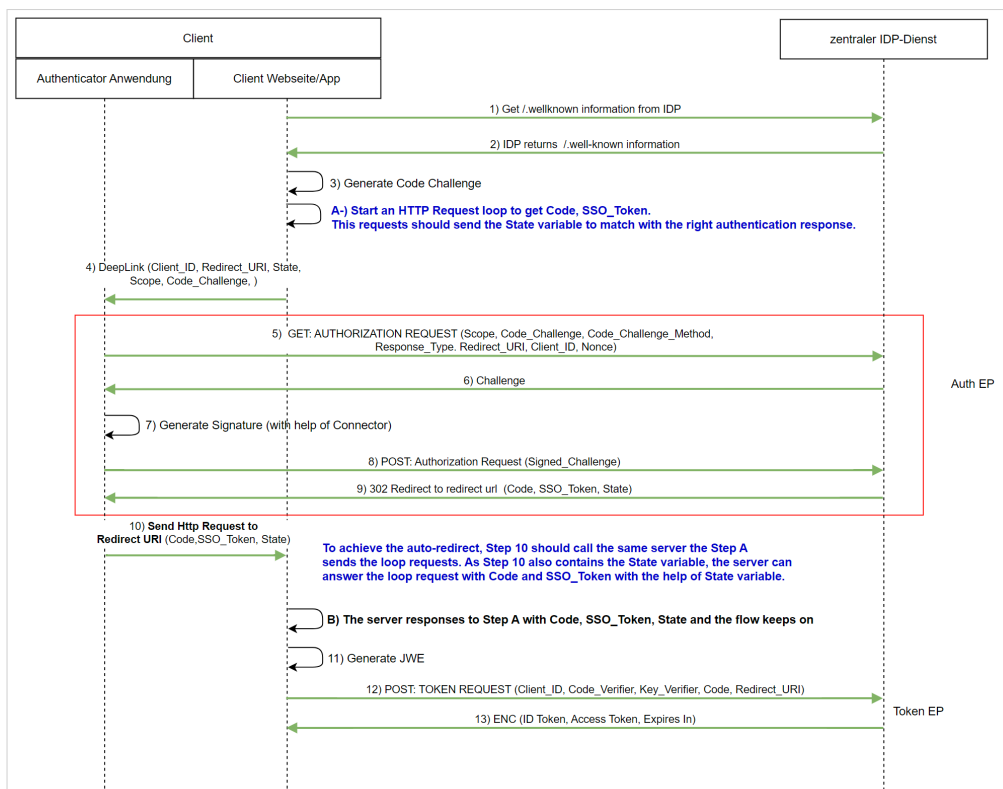 Client
zentraler IDP-Dienst
Authenticator Anwendung
Client Webseite/App
1) Get /.wellknown information from IDP
2) IDP returns /.well-known information
3) Generate Code Challenge
A-) Start an HTTP Request loop to get Code, SSO_Token.
This requests should send the State variable to match with the right authentication response.
4) DeepLink (Client_ID, Redirect_URI, State,
Scope, Code_Challenge, )
5) GET: AUTHORIZATION REQUEST (Scope, Code_Challenge, Code_Challenge_Method,
Response_Type. Redirect_URI, Client_ID, Nonce)
6) Challenge
Auth EP
7) Generate Signature (with help of Connector)
8) POST: Authorization Request (Signed_Challenge)
9) 302 Redirect to redirect url (Code, SSO_Token, State)
10) Send Http Request to
Redirect URI (Code,SSO_Token, State)
To achieve the auto-redirect, Step 10 should call the same server the Step A
sends the loop requests. As Step 10 also contains the State variable, the server can
answer the loop request with Code and SSO_Token with the help of State variable.
B) The server responses to Step A with Code, SSO_Token, State and the flow keeps on
11) Generate JWE
12) POST: TOKEN REQUEST (Client_ID, Code_Verifier, Key_Verifier, Code, Redirect_URI)
Token EP
13) ENC (ID Token, Access Token, Expires In)